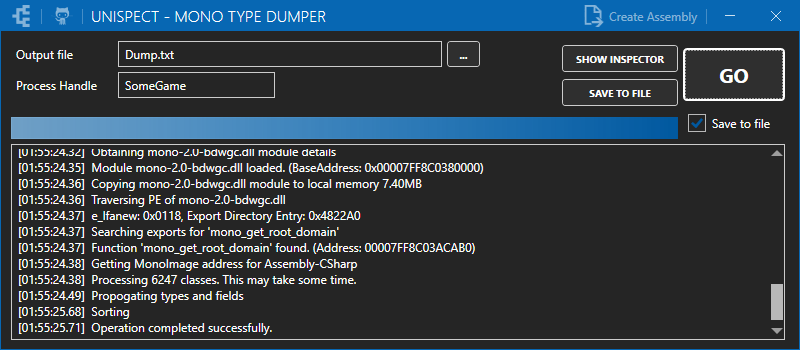 UNISPECT - MONO TYPE DUMPER
Create Assembly
Output file
Dump.txt
...
SHOW INSPECTOR
GO
Process Handle
SomeGame
SAVE TO FILE
Save to file
[01:55:24.32] Obtaining mono-2.0-bdwgc.dll module details
[01:55:24.35] Module mono-2.0-bdwgc.dll loaded. (BaseAddress: 0x00007FF8C0380000)
[01:55:24.36] Copying mono-2.0-bdwgc.dll module to local memory 7.40MB
[01:55:24.36] Traversing PE of mono-2.0-bdwgc.dll
[01:55:24.37] e_lfanew: 0x0118, Export Directory Entry: 0x4822A0
[01:55:24.37] Searching exports for 'mono_get_root_domain'
[01:55:24.37] Function 'mono_get_root_domain' found. (Address: 00007FF8C03ACAB0)
[01:55:24.38] Getting MonoImage address for Assembly-CSharp
[01:55:24.38] Processing 6247 classes. This may take some time.
[01:55:24.49] Propogating types and fields
[01:55:25.68] Sorting
[01:55:25.71] Operation completed successfully.